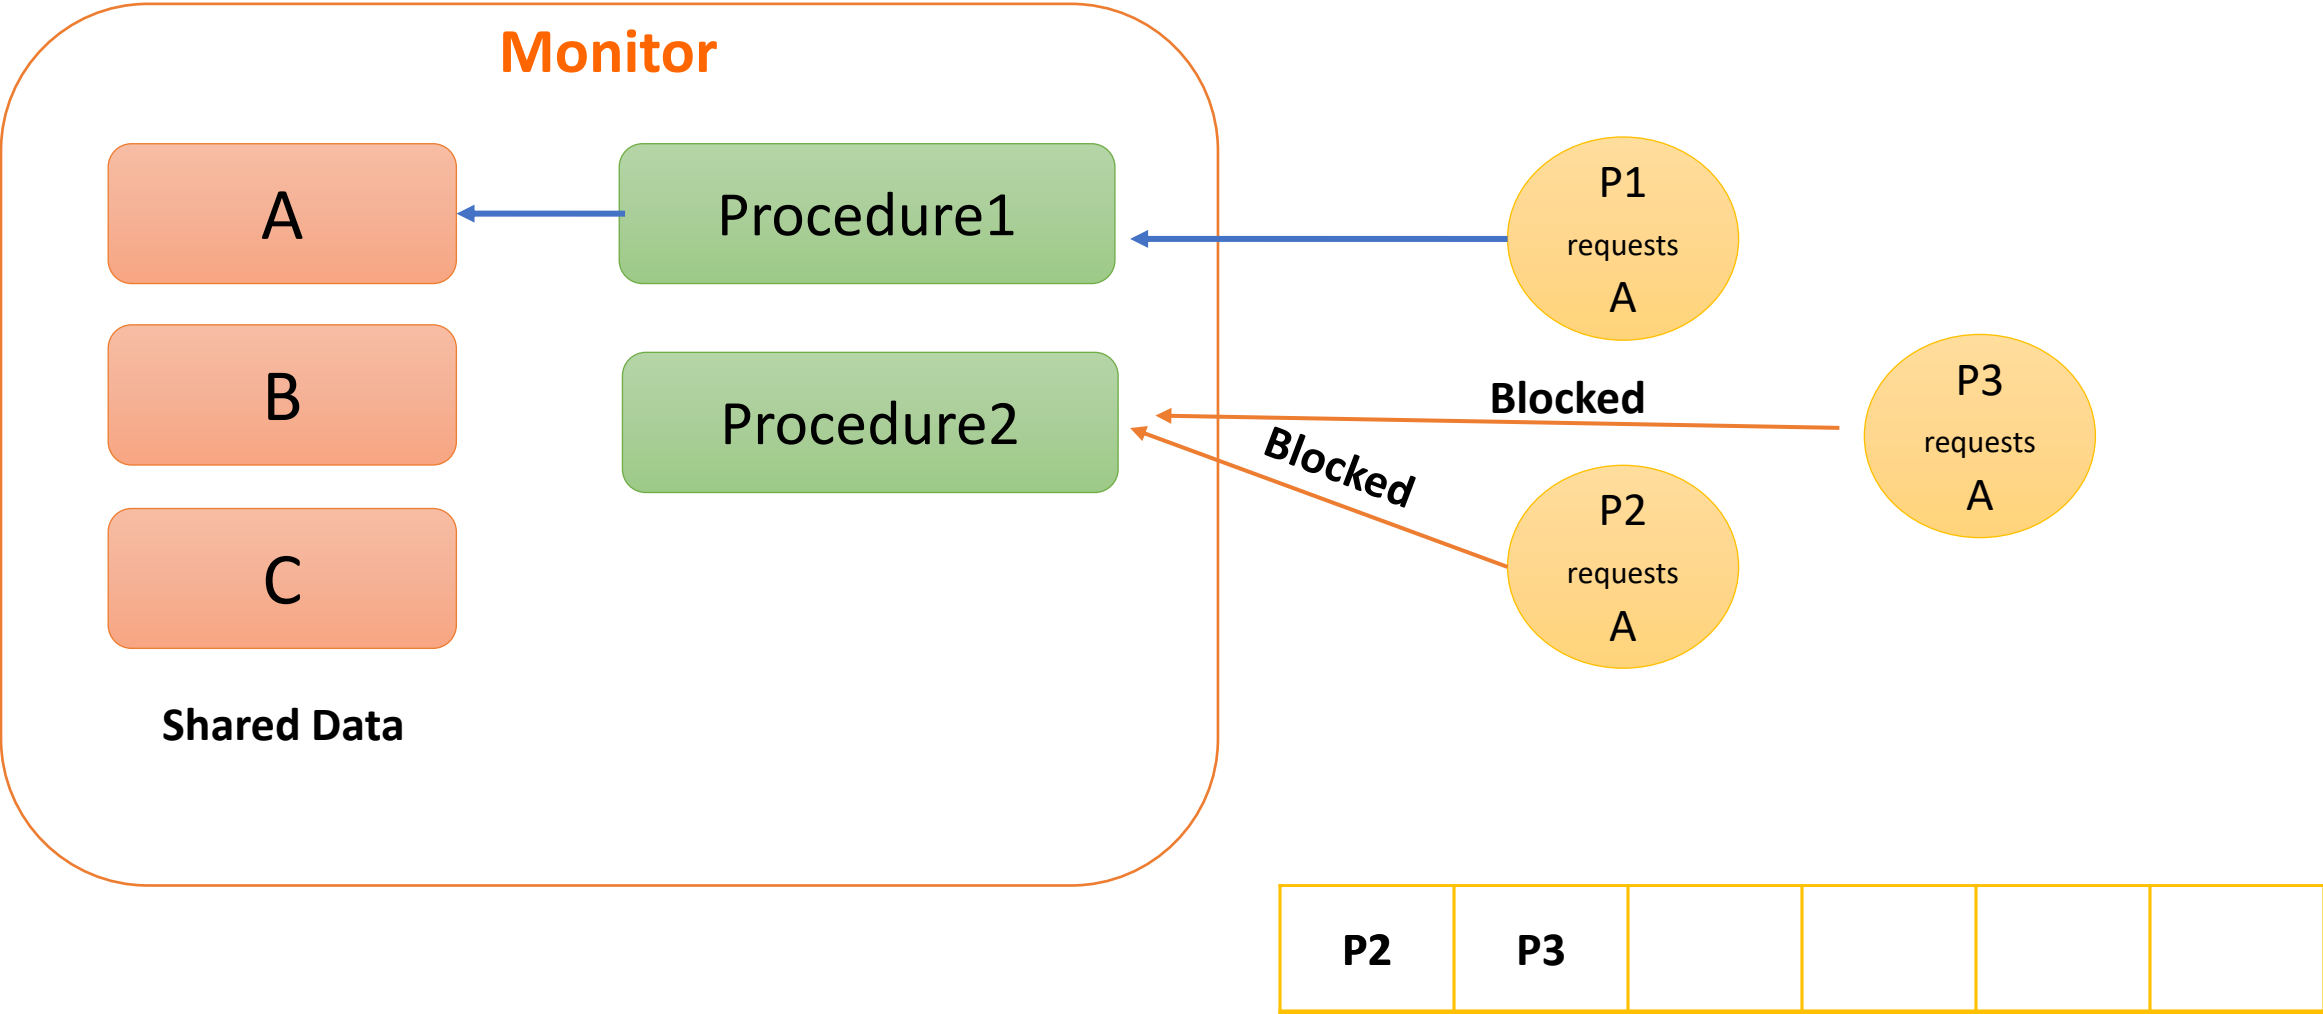 Monitor
A
Procedure1
P1
requests
A
B
Procedure2
Blocked
Blocked
P3
requests
A
P2
requests
A
C
Shared Data
P2
P3